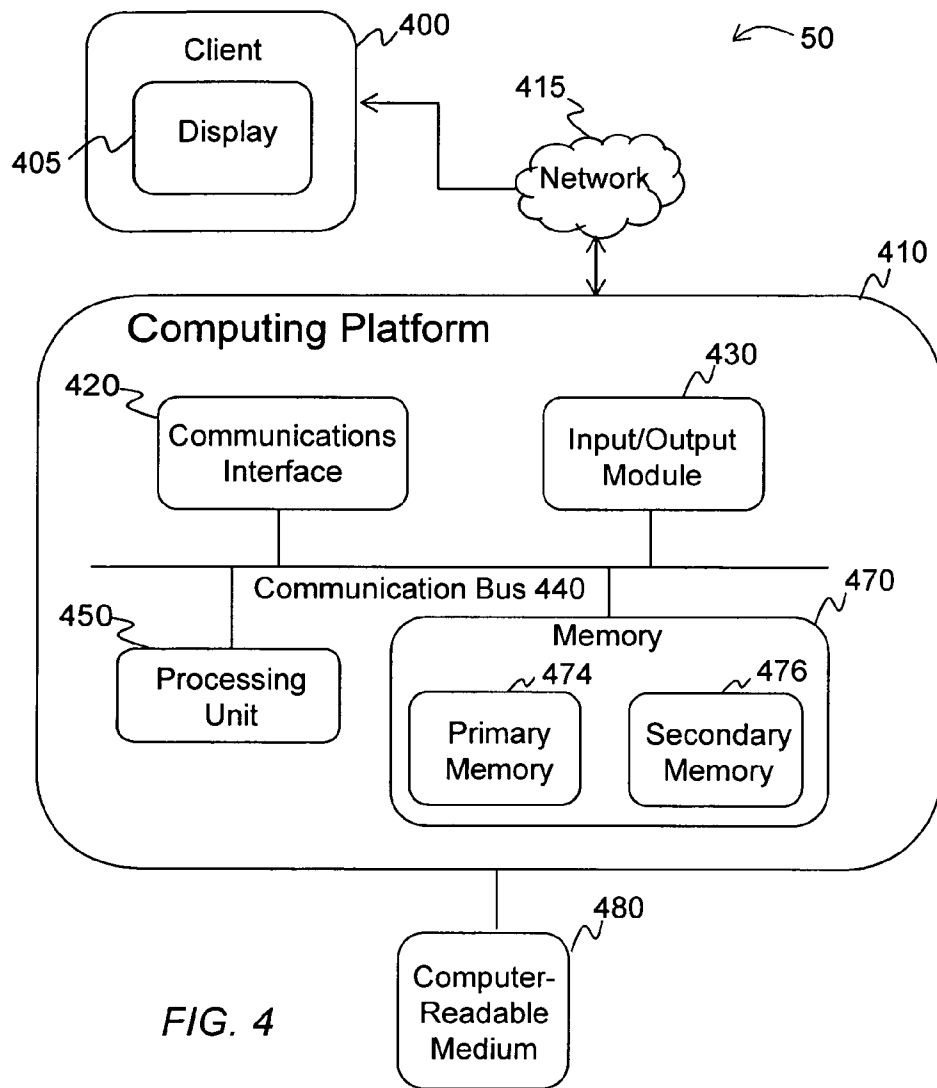 400
50
Client
415
Display
405
Network
410
Computing Platform
420
430
Communications
Interface
Input/Output
Module
Communication Bus 440
470
450
Memory
Processing
Unit
474
476
Primary
Memory
Secondary
Memory
480
Computer-
Readable
Medium
FIG. 4